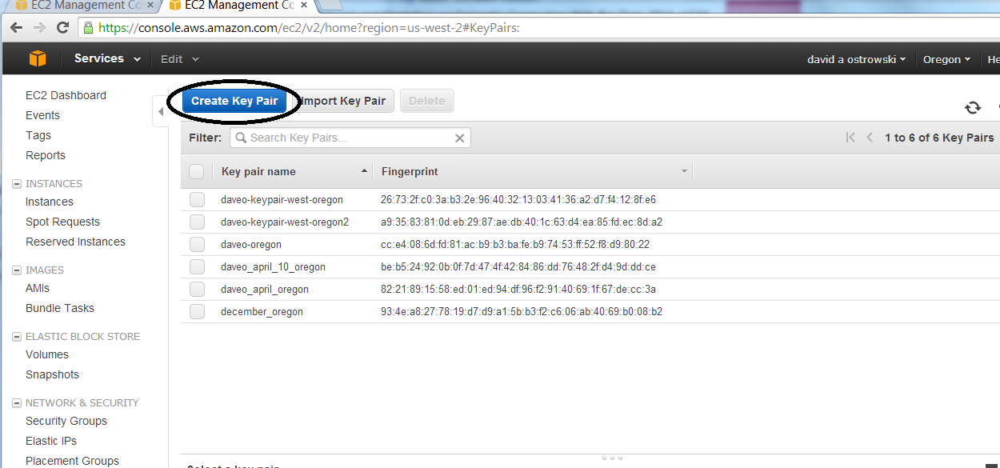 EC2 Management Co
EC2 Management Co
https://console.aws.amazon.com/ec2/v2/home?region=us-west-2#KeyPairs:
Services Edit david a ostrowski Oregon He
EC2 Dashboard
Events
Tags
Reports
INSTANCES
Instances
Spot Requests
Reserved Instances
IMAGES
AMIs
Bundle Tasks
ELASTIC BLOCK STORE
Volumes
Snapshots
NETWORK & SECURITY
Security Groups
Elastic IPs
Placement Groups
Create Key Pair Import Key Pair Delete
Filter: Search Key Pairs... 1 to 6 of 6 Key Pairs
Key pair name Fingerprint
daveo-keypair-west-oregon 26:73:2f:c0:3a:b3:2e:96:40:32:13:03:41:36:a2:d7:f4:12:8f:e6
daveo-keypair-west-oregon2 a9:35:83:81:0d:eb:29:87:ae:db:40:1c:63:d4:ea:85:fd:ec:8d:a2
daveo-oregon cc:e4:08:6d:fd:81:ac:b9:b3:ba:fe:b9:74:53:ff:52:f8:d9:80:22
daveo_april_10_oregon be:b5:24:92:0b:0f:7d:47:4f:42:84:86:dd:76:48:2f:d4:9d:dd:ce
daveo_april_oregon 82:21:89:15:58:ed:01:ed:94:df:96:f2:91:40:69:1f:67:de:cc:3a
december_oregon 93:4e:a8:27:78:19:d7:d9:a1:5b:b3:f2:c6:06:ab:40:69:b0:08:b2
Select a key pair